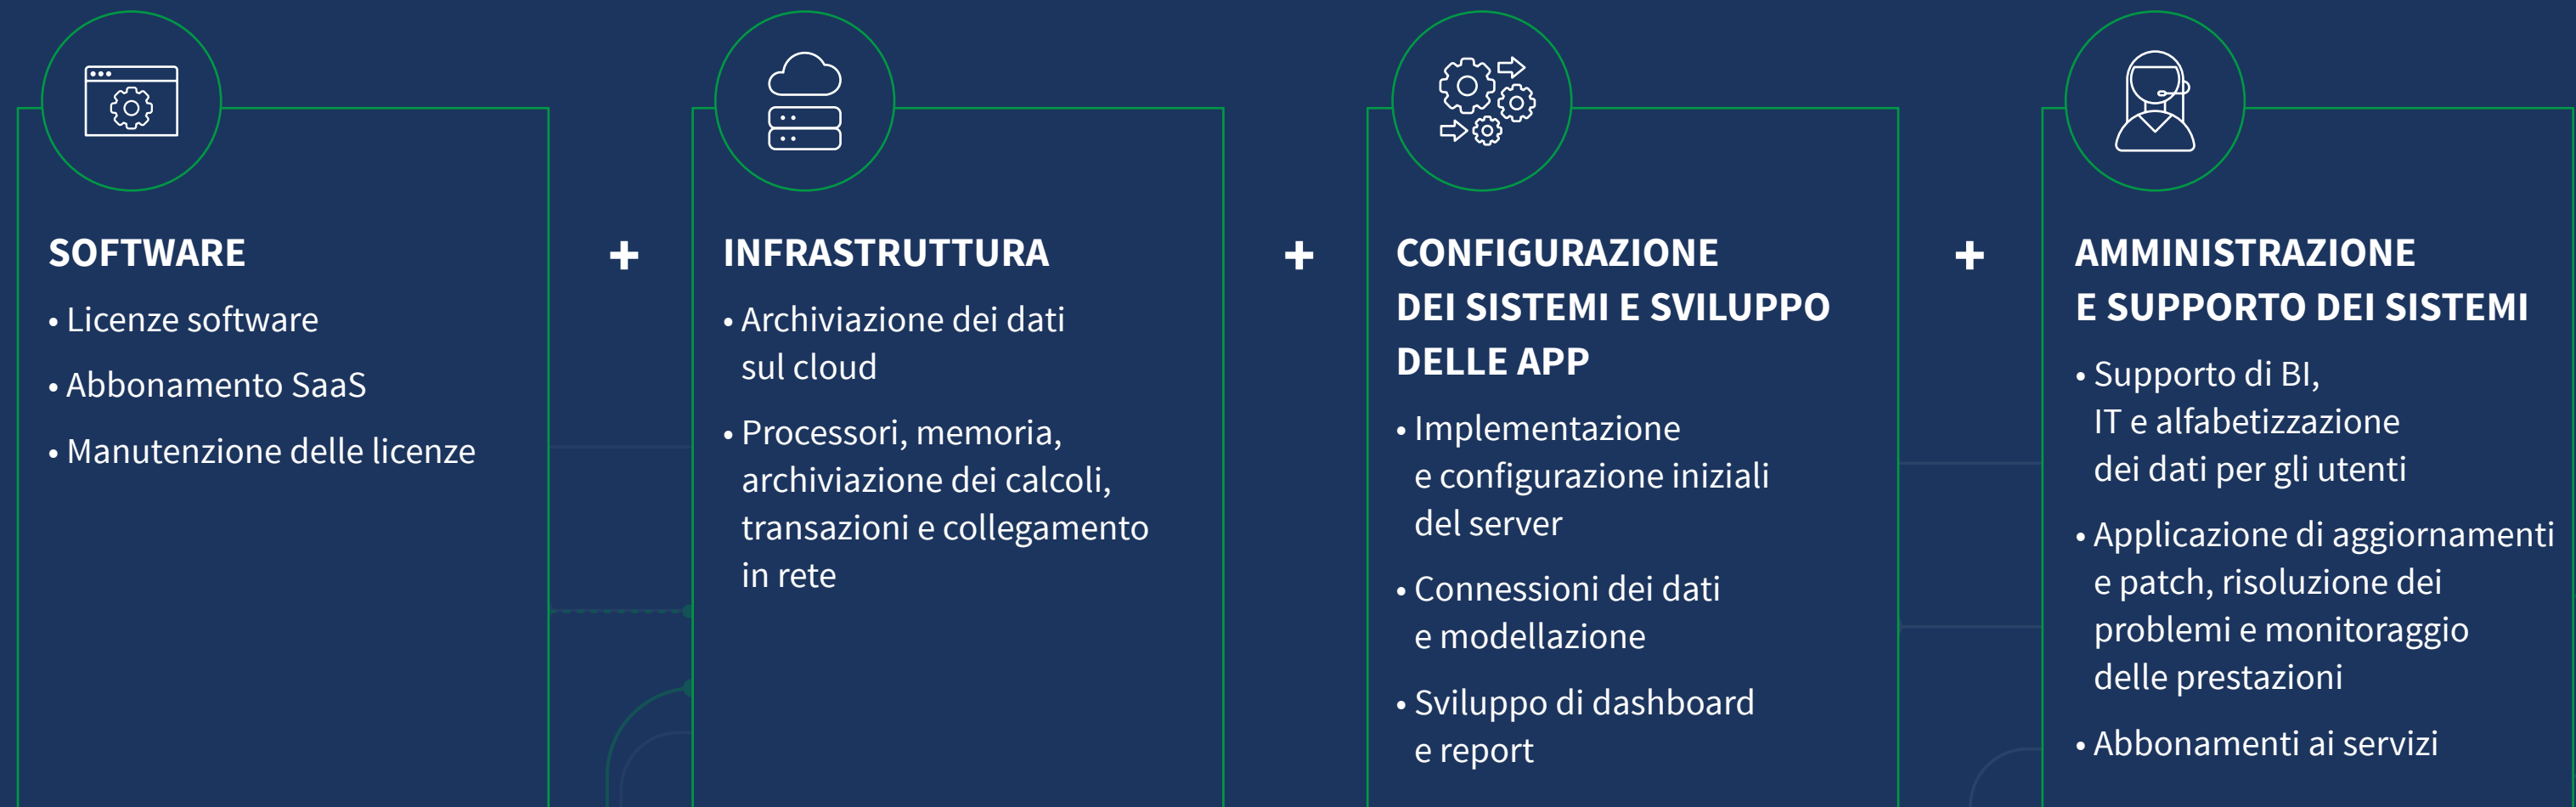 SOFTWARE
• Licenze software
• Abbonamento SaaS
• Manutenzione delle licenze
+
INFRASTRUTTURA
• Archiviazione dei dati
sul cloud
• Processori, memoria,
archiviazione dei calcoli,
transazioni e collegamento
in rete
+
CONFIGURAZIONE
DEI SISTEMI E SVILUPPO
DELLE APP
• Implementazione
e configurazione iniziali
del server
• Connessioni dei dati
e modellazione
• Sviluppo di dashboard
e report
+
AMMINISTRAZIONE
E SUPPORTO DEI SISTEMI
• Supporto di BI,
IT e alfabetizzazione
dei dati per gli utenti
• Applicazione di aggiornamenti
e patch, risoluzione dei
problemi e monitoraggio
delle prestazioni
• Abbonamenti ai servizi